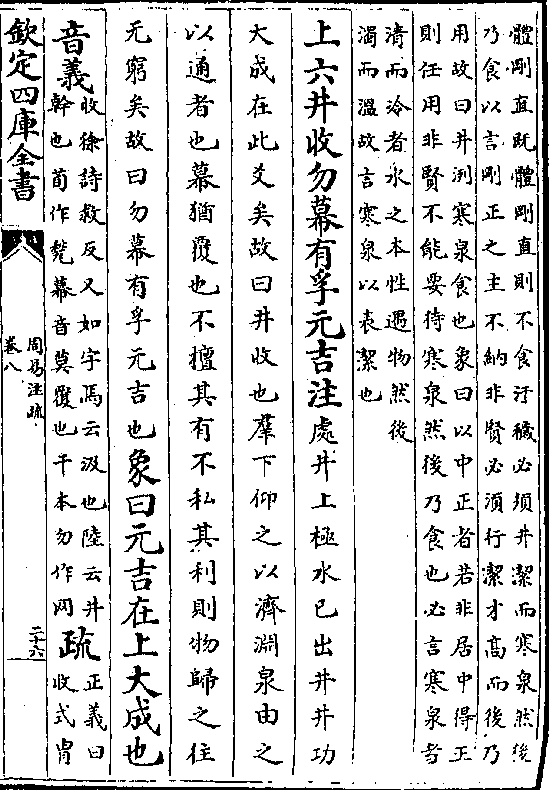 體剛直既體剛直則不食汙穢必須井潔而寒泉然後
乃食以言剛正之主不納非賢必須行潔才髙而後乃
用故曰井洌寒泉食也象曰以中正者若非居中得正
則任用非賢不能要待寒泉然後乃食也必言寒泉者
清而冷者水之本性遇物然後
濁而溫故言寒泉以表潔也
上六井收勿幕有孚元吉注處井上極水已出井井功
大成在此爻矣故曰井收也羣下仰之以濟淵泉由之
以通者也幕猶覆也不擅其有不私其利則物歸之往
无窮矣故曰勿幕有孚元吉也象曰元吉在上大成也
音義收徐詩救反又如字馬云汲也陸云井
幹也荀作甃幕音莫覆也干本勿作网
疏正義曰
收式胄
欽定四庫全書
周易注疏
卷八
二十六